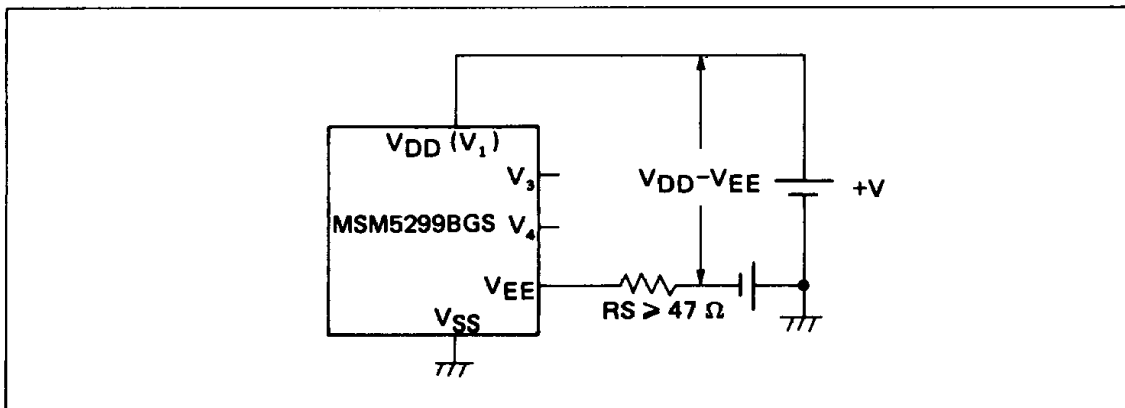 VDD (V1)
V3
VDD-VEE
+V
MSM5299BGS
V4
VEE
RS ⩾ 47 Ω
VSS